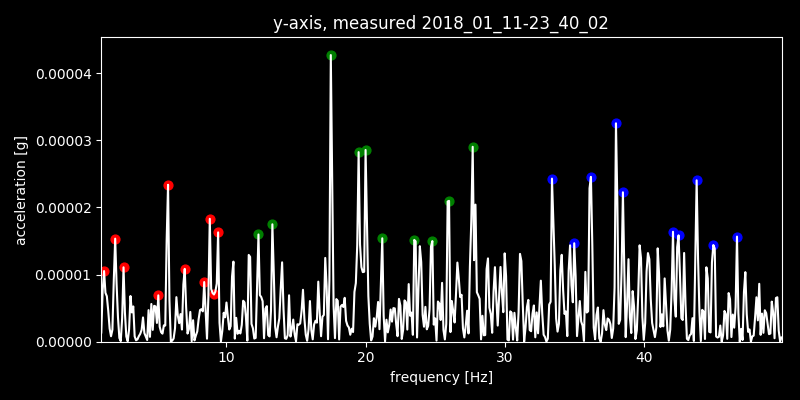 y-axis, measured 2018_01_11-23_40_02
0.00004
0.00003
0.00002
0.00001
0.00000
acceleration [g]
10 20 30 40
frequency [Hz]